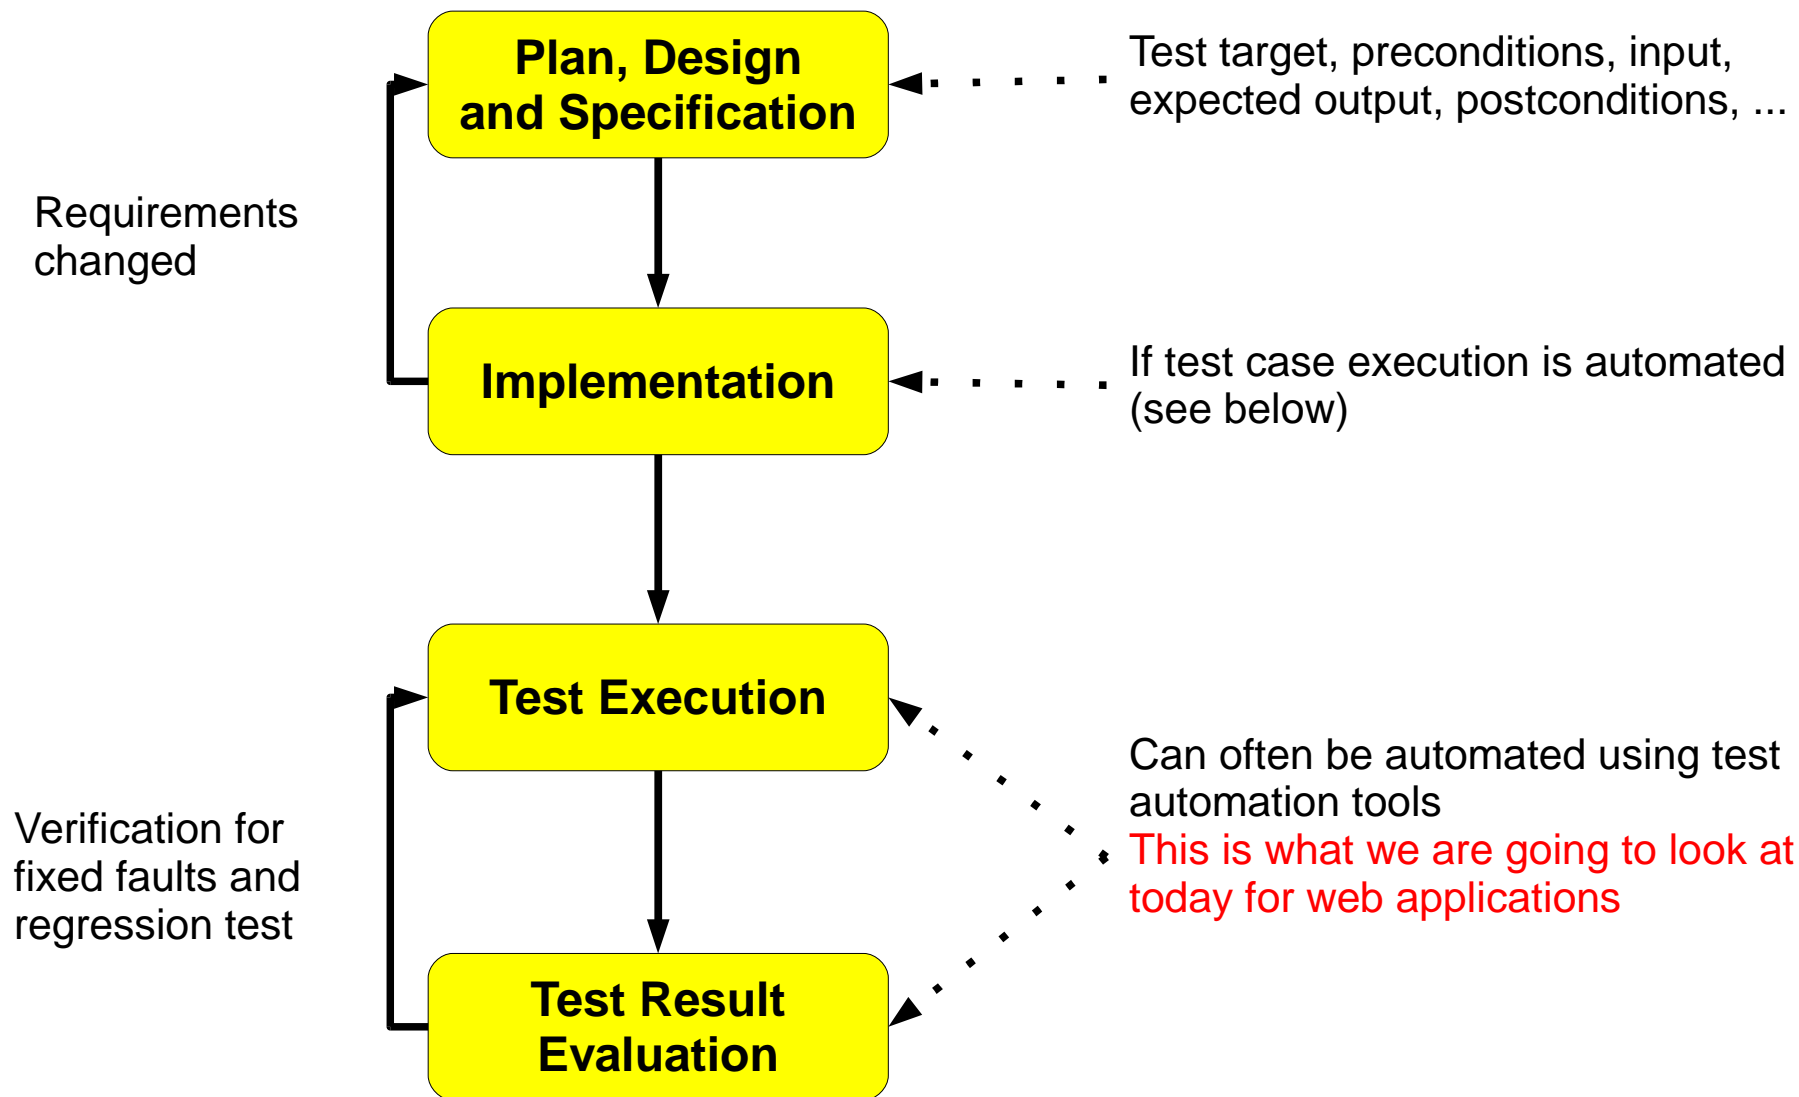 Plan, Design
and Specification
Test target, preconditions, input,
expected output, postconditions, ...
Requirements
changed
Implementation
If test case execution is automated
(see below)
Test Execution
Can often be automated using test
automation tools
This is what we are going to look at
today for web applications
Verification for
fixed faults and
regression test
Test Result
Evaluation